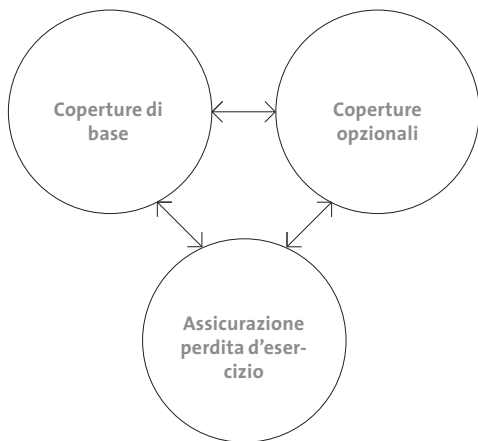 Coperture di
base
Coperture
opzionali
Assicurazione
perdita d'eser-
cizio